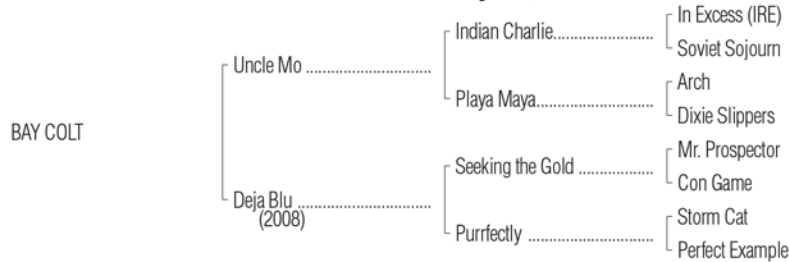 In Excess (IRE)
Indian Charlie..........................
Soviet Sojourn
Uncle Mo ................................
Arch
Playa Maya..............................
Dixie Slippers
BAY COLT
Mr. Prospector
Seeking the Gold ...................
Con Game
Deja Blu ..................................
(2008)
Storm Cat
Purrfectly ................................
Perfect Example